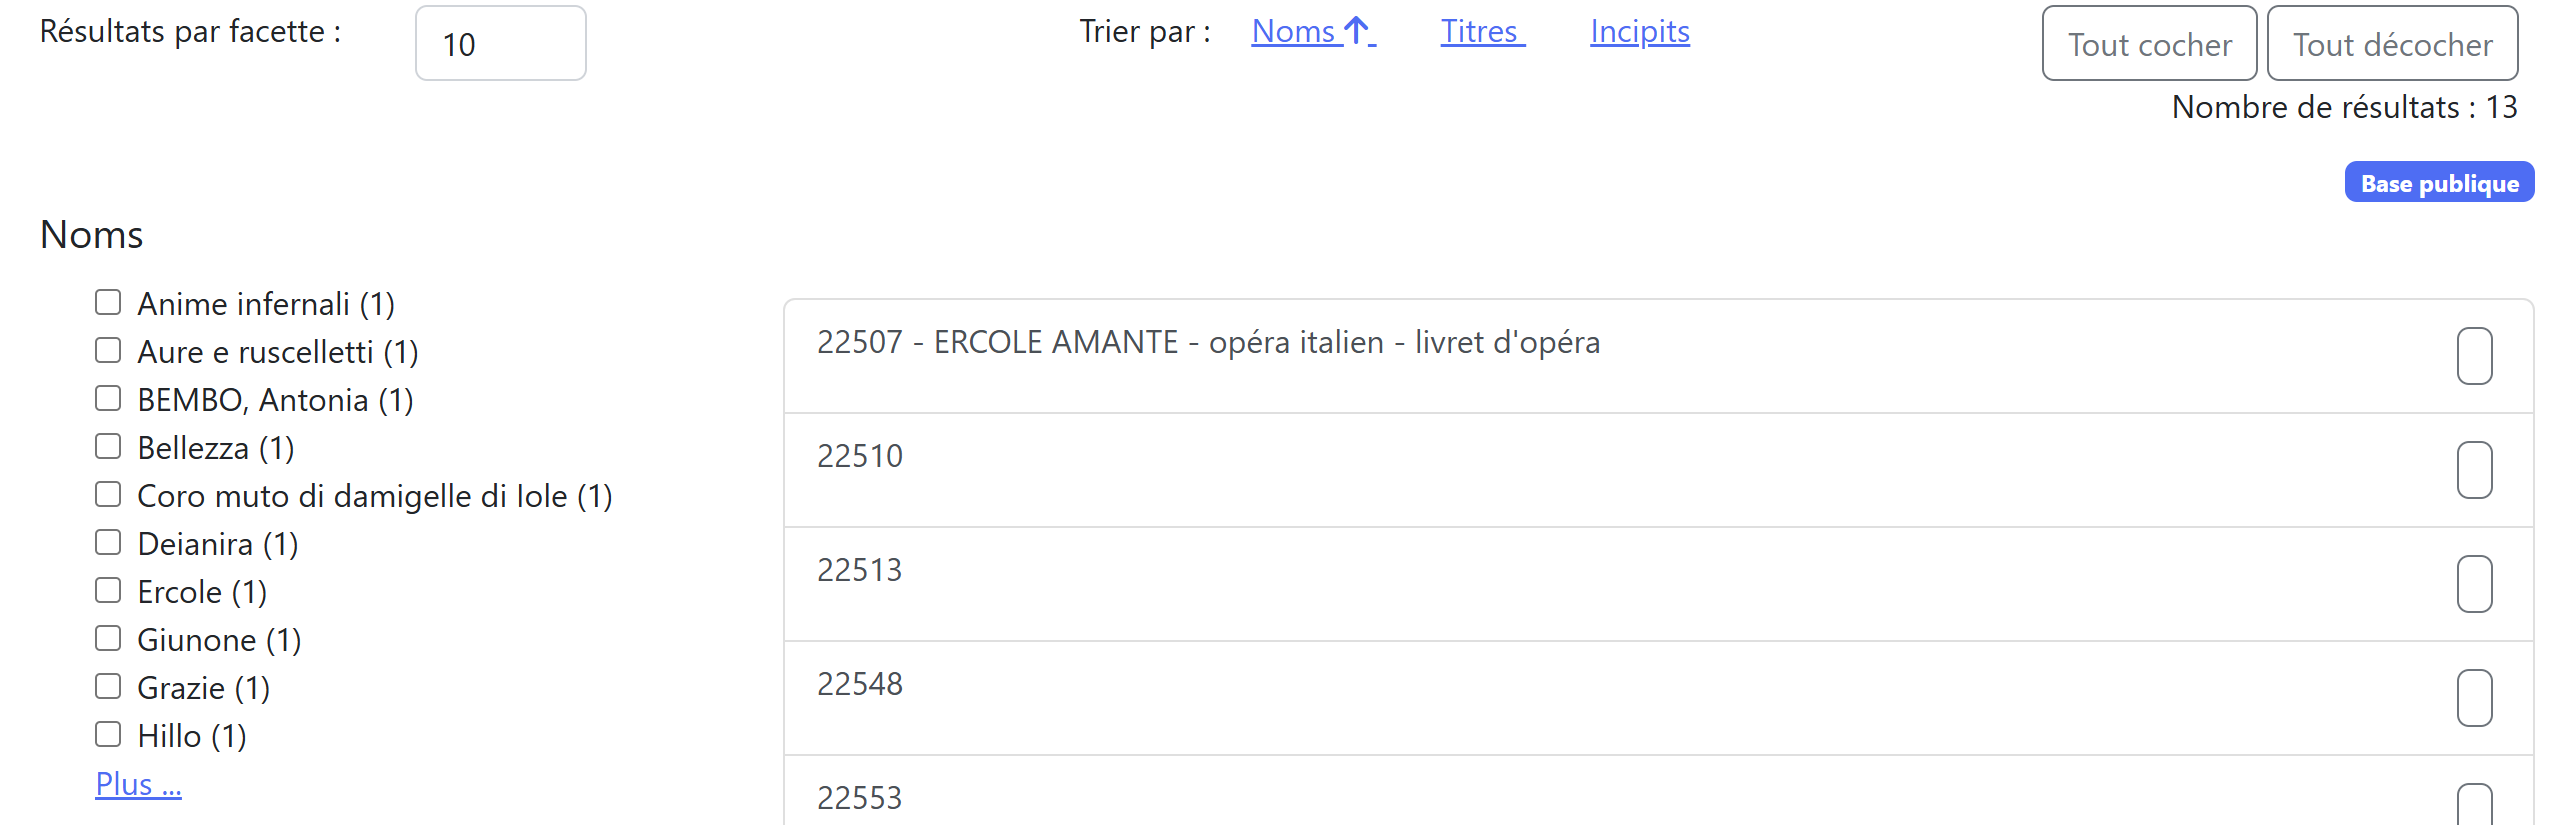 Résultats par facette : 10 Trier par : Noms Titres Incipits Tout cocher Tout décocher
Nombre de résultats : 13
Base publique
Noms
Anime infernali (1)
Aure e ruscelletti (1)
BEMBO, Antonia (1)
Bellezza (1)
Coro muto di damigelle di Iole (1)
Deianira (1)
Ercole (1)
Giunone (1)
Grazie (1)
Hillo (1)
Plus ...
22507 - ERCOLE AMANTE - opéra italien - livret d'opéra
22510
22513
22548
22553